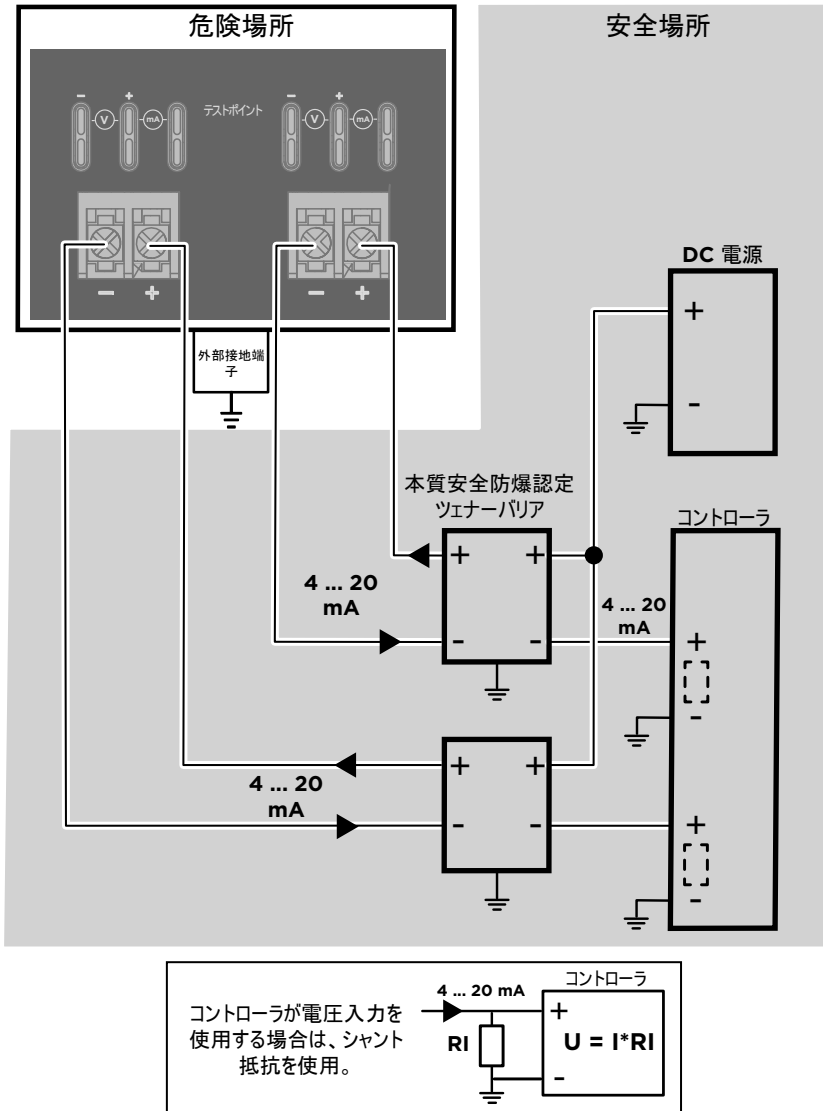 危険場所
安全場所
- +
V mA
テストポイント
- +
V mA
- +
- +
外部接地端
子
DC 電源
+
-
本質安全防爆認定
ツェナーバリア
コントローラ
+ +
4 ... 20
mA
- -
4 ... 20
mA
+
-
+ +
4 ... 20
mA
- -
+
-
コントローラが電圧入力を
使用する場合は、シャント
抵抗を使用。
4 ... 20 mA
コントローラ
+
RI
U = I*RI
-